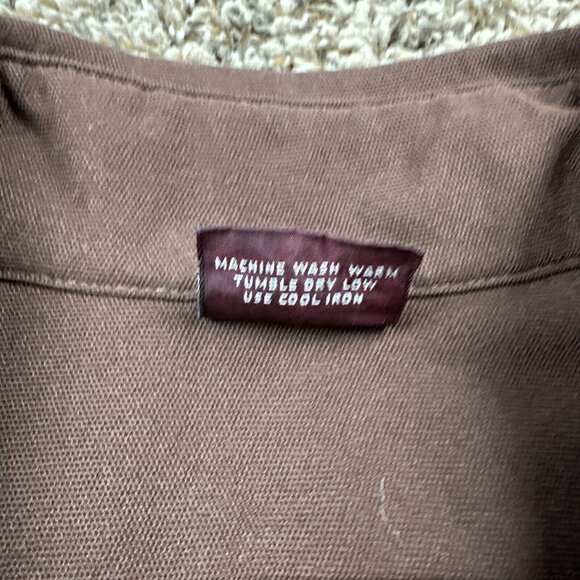 MACHINE WASH WARM
TUMBLE DRY LOW
USE COOL IRON